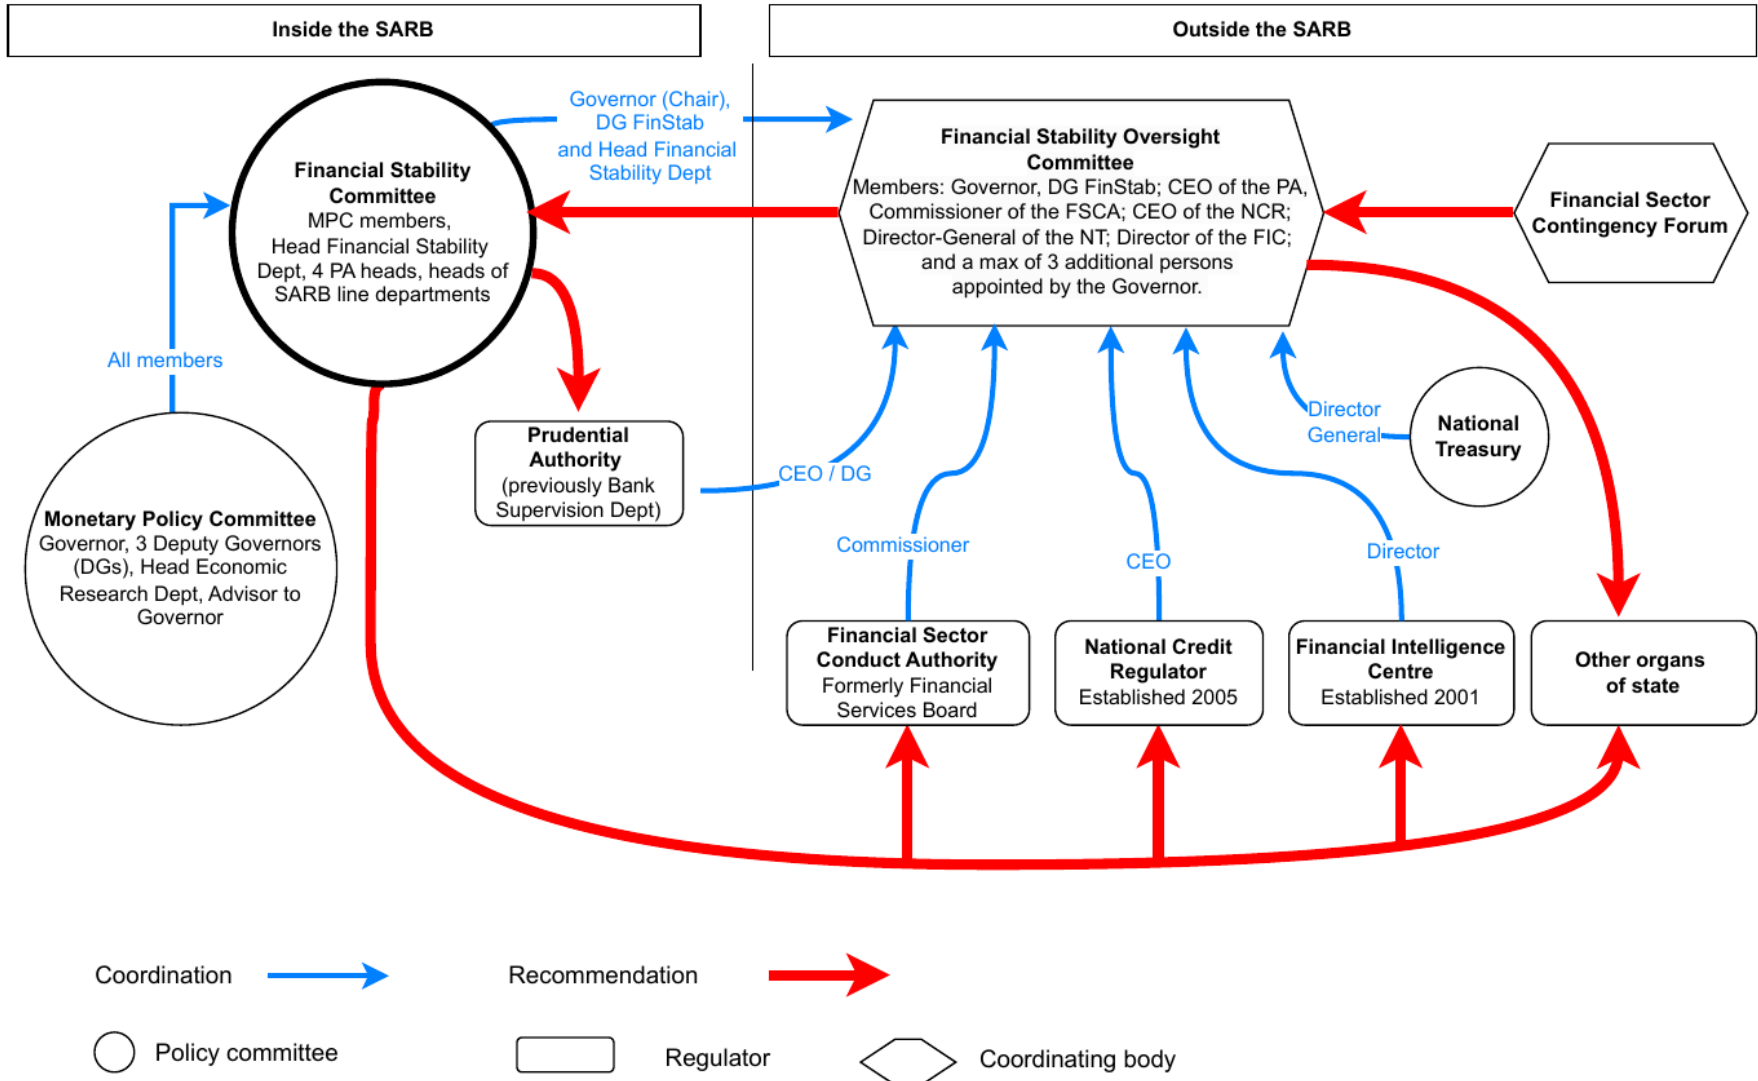 Inside the SARB
Outside the SARB
Governor (Chair),
DG FinStab
and Head Financial
Stability Dept
Financial Stability
Committee
MPC members,
Head Financial Stability
Dept, 4 PA heads, heads of
SARB line departments
Financial Stability Oversight
Committee
Members: Governor, DG FinStab; CEO of the PA,
Commissioner of the FSCA; CEO of the NCR;
Director-General of the NT; Director of the FIC;
and a max of 3 additional persons
appointed by the Governor.
Financial Sector
Contingency Forum
All members
Prudential
Authority
(previously Bank
Supervision Dept)
CEO / DG
Director
General
National
Treasury
Monetary Policy Committee
Governor, 3 Deputy Governors
(DGs), Head Economic
Research Dept, Advisor to
Governor
Commissioner
CEO
Director
Financial Sector
Conduct Authority
Formerly Financial
Services Board
National Credit
Regulator
Established 2005
Financial Intelligence
Centre
Established 2001
Other organs
of state
Coordination
Recommendation
Policy committee
Regulator
Coordinating body